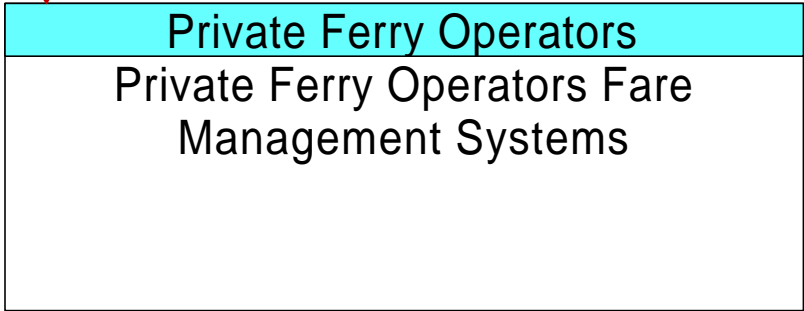 Private Ferry Operators
Private Ferry Operators Fare
Management Systems